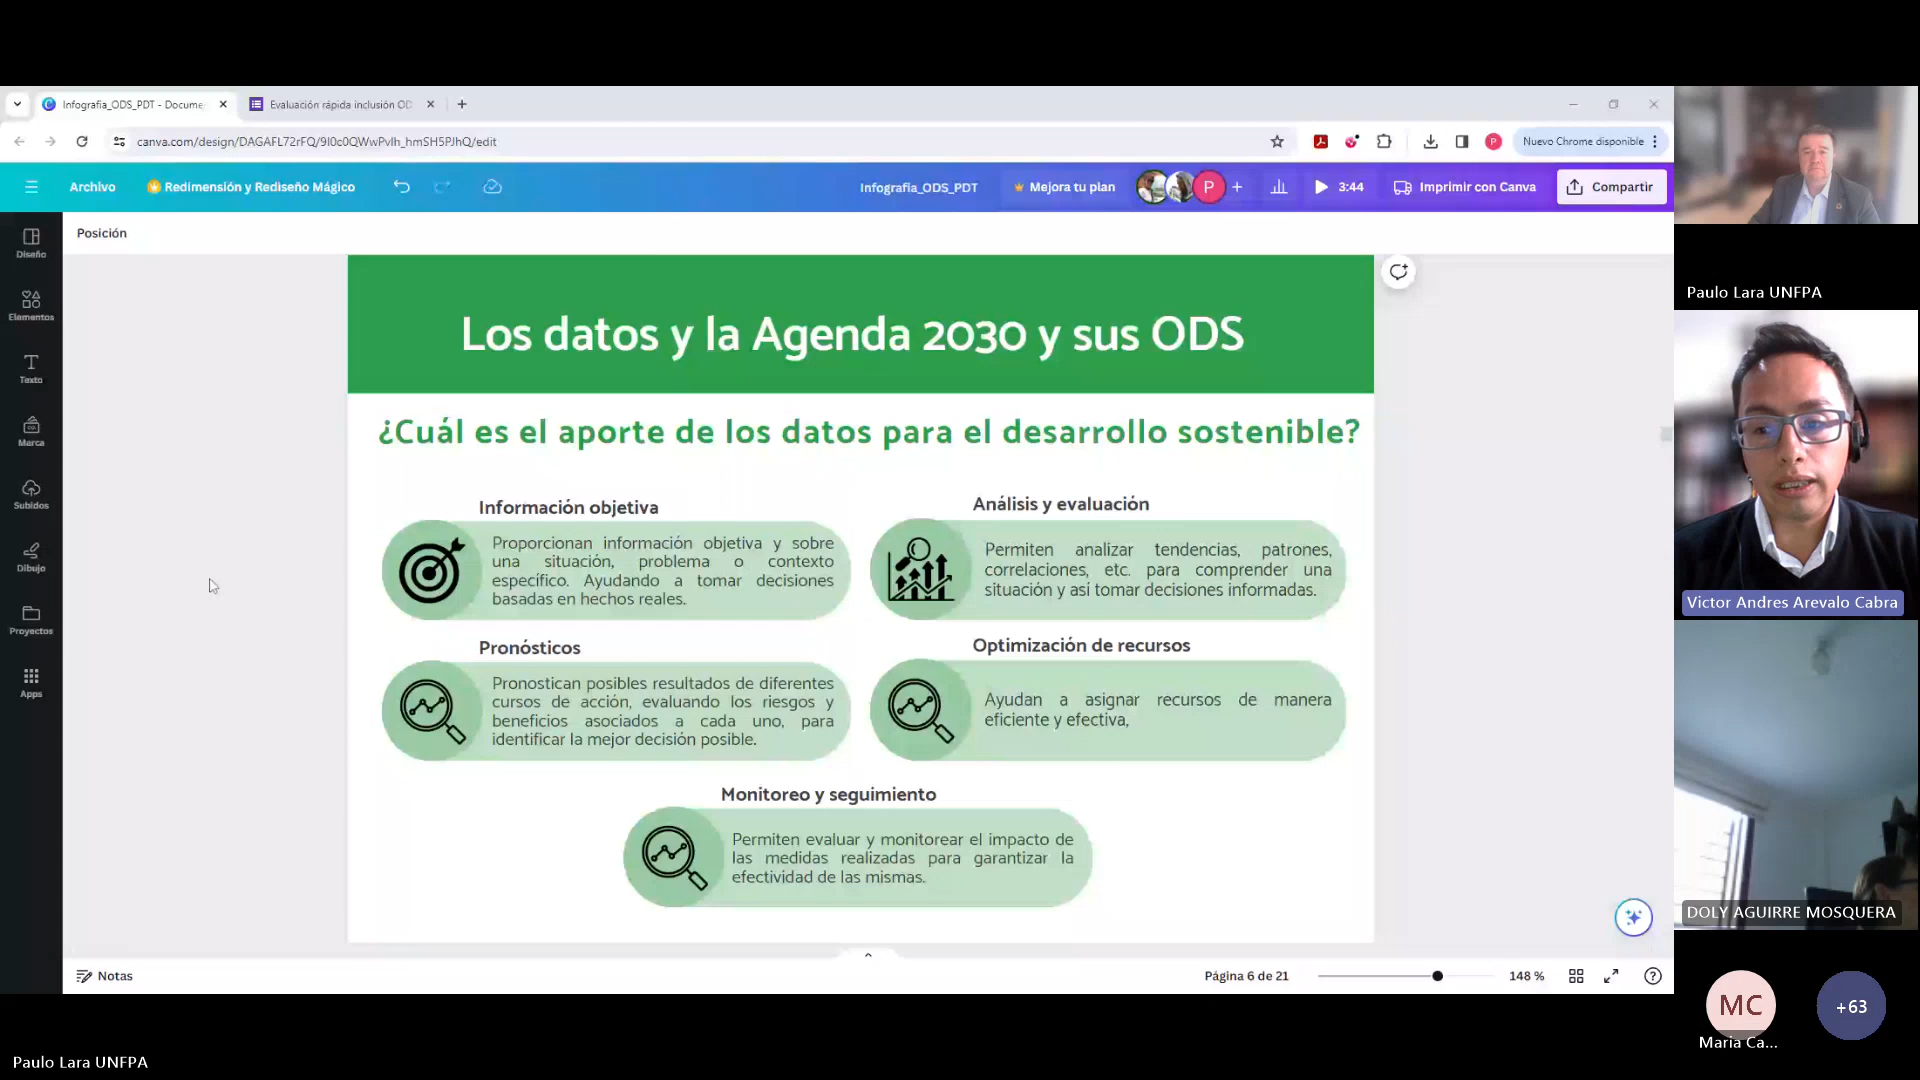 Infografia_ODS_PDT - Docume
Evaluación rápida inclusión OD
canva.com/design/DAGAFL72rFQ/9I0c0QWwPvlh_hmSH5PJhQ/edit
Nuevo Chrome disponible
Archivo
Redimensión y Rediseño Mágico
Infografia_ODS_PDT
Mejora tu plan
P
3:44
Imprimir con Canva
Compartir
Posición
Diseño
Elementos
Texto
Marca
Subidos
Dibujo
Proyectos
Apps
Los datos y la Agenda 2030 y sus ODS
¿Cuál es el aporte de los datos para el desarrollo sostenible?
Información objetiva
Proporcionan información objetiva y sobre
una situación, problema o contexto
específico. Ayudando a tomar decisiones
basadas en hechos reales.
Análisis y evaluación
Permiten analizar tendencias, patrones,
correlaciones, etc. para comprender una
situación y así tomar decisiones informadas.
Pronósticos
Pronostican posibles resultados de diferentes
cursos de acción, evaluando los riesgos y
beneficios asociados a cada uno, para
identificar la mejor decisión posible.
Optimización de recursos
Ayudan a asignar recursos de manera
eficiente y efectiva,
Monitoreo y seguimiento
Permiten evaluar y monitorear el impacto de
las medidas realizadas para garantizar la
efectividad de las mismas.
Notas
Página 6 de 21
148 %
Paulo Lara UNFPA
Victor Andres Arevalo Cabra
DOLY AGUIRRE MOSQUERA
MC
+63
Maria Ca...
Paulo Lara UNFPA